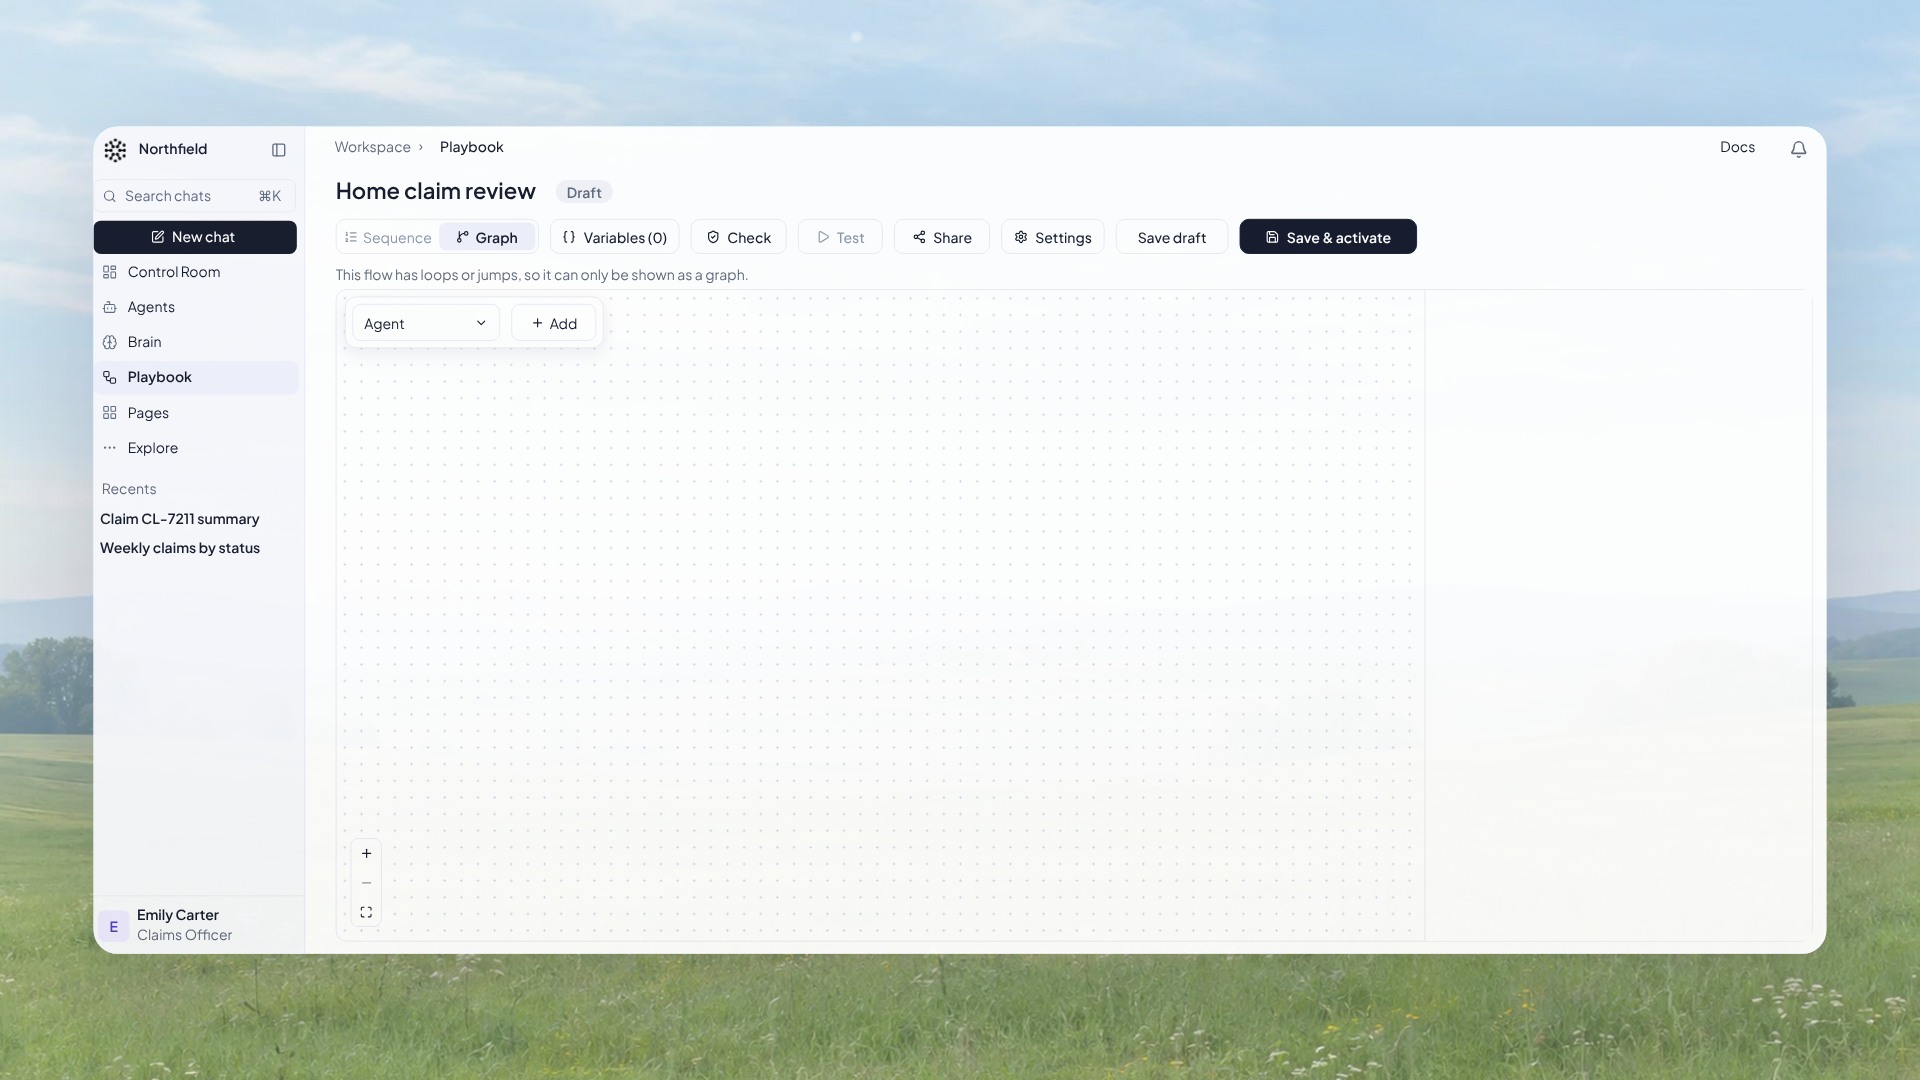 Northfield
Search chats ⌘K
New chat
Control Room
Agents
Brain
Playbook
Pages
Explore
Recents
Claim CL-7211 summary
Weekly claims by status
E
Emily Carter
Claims Officer
Workspace › Playbook
Docs
Home claim review Draft
Sequence Graph {} Variables (0) Check Test Share Settings Save draft Save & activate
This flow has loops or jumps, so it can only be shown as a graph.
Agent + Add
+
−